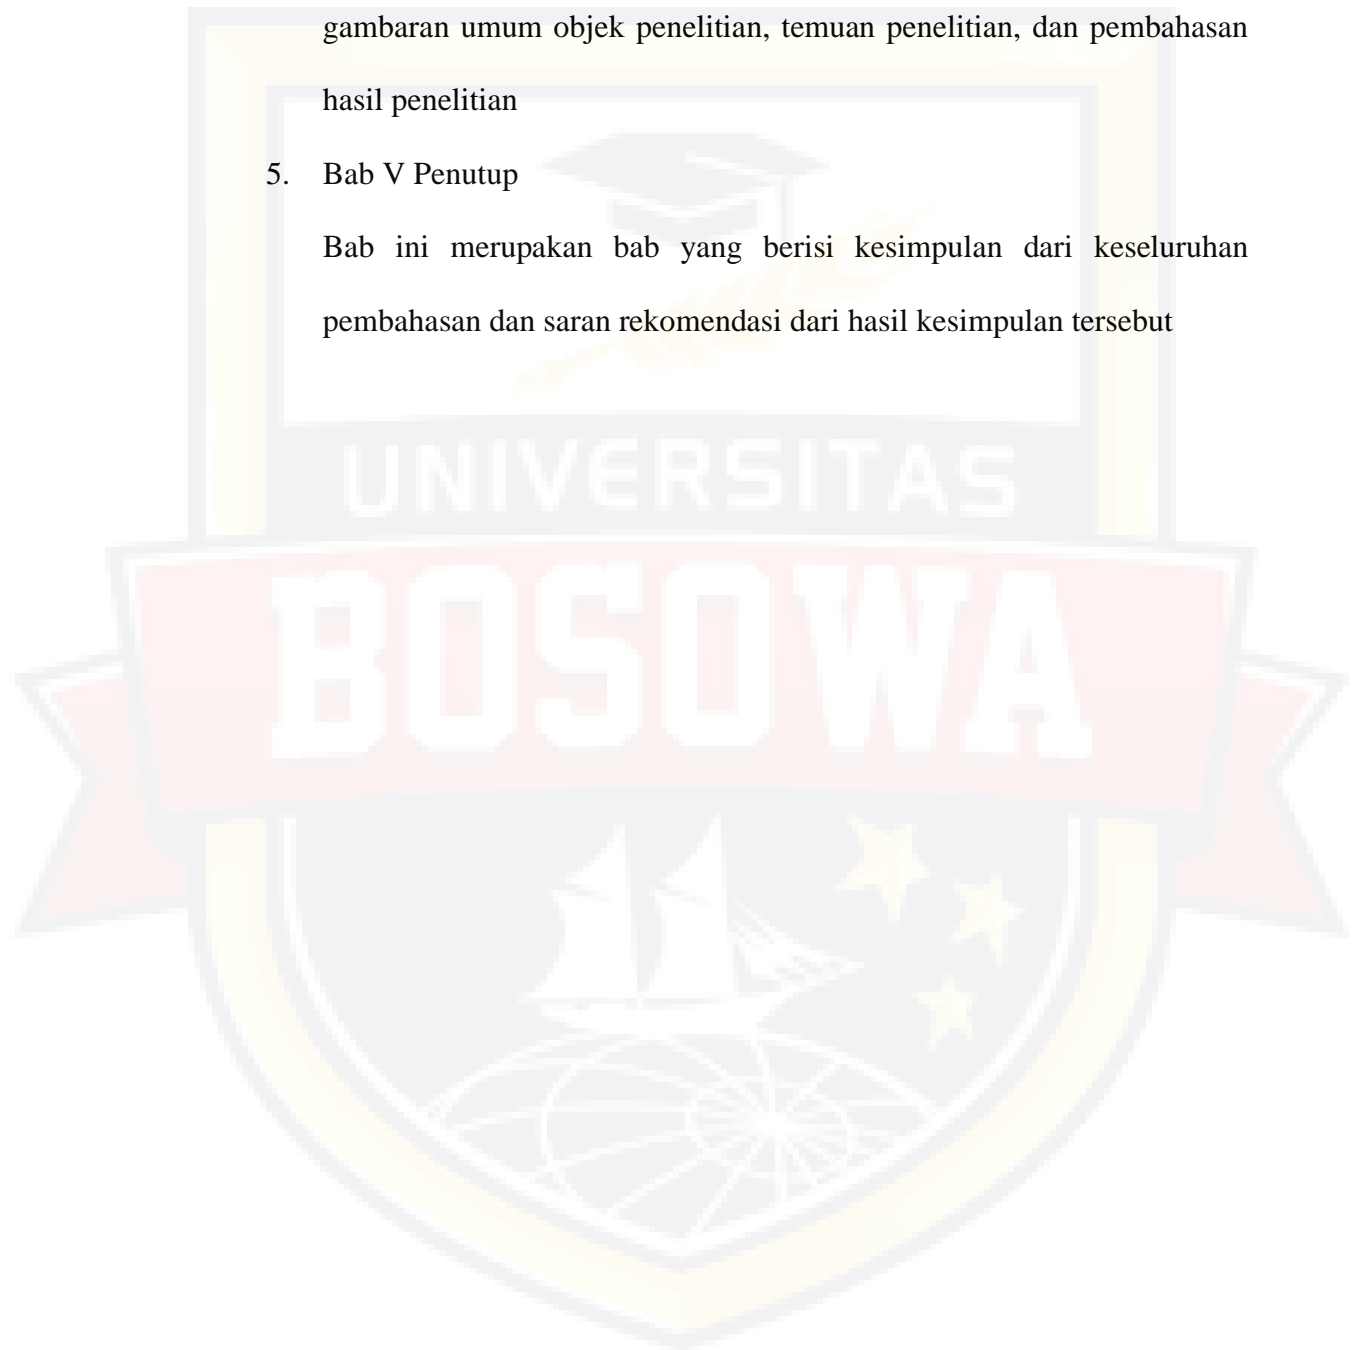 gambaran umum objek penelitian, temuan penelitian, dan pembahasan
hasil penelitian
5. Bab V Penutup
Bab ini merupakan bab yang berisi kesimpulan dari keseluruhan
pembahasan dan saran rekomendasi dari hasil kesimpulan tersebut
UNIVERSITAS
BOSOWA